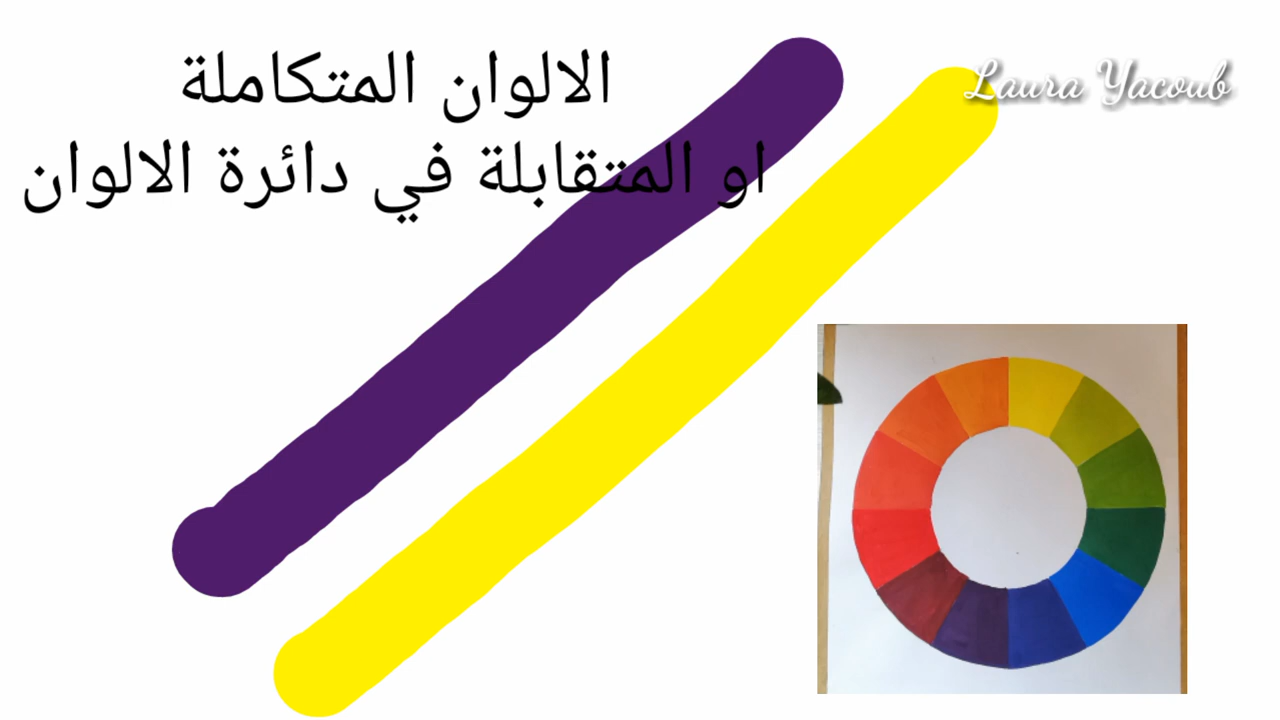 الالوان المتكاملة
او المتقابلة في دائرة الالوان
Laura Yacoub